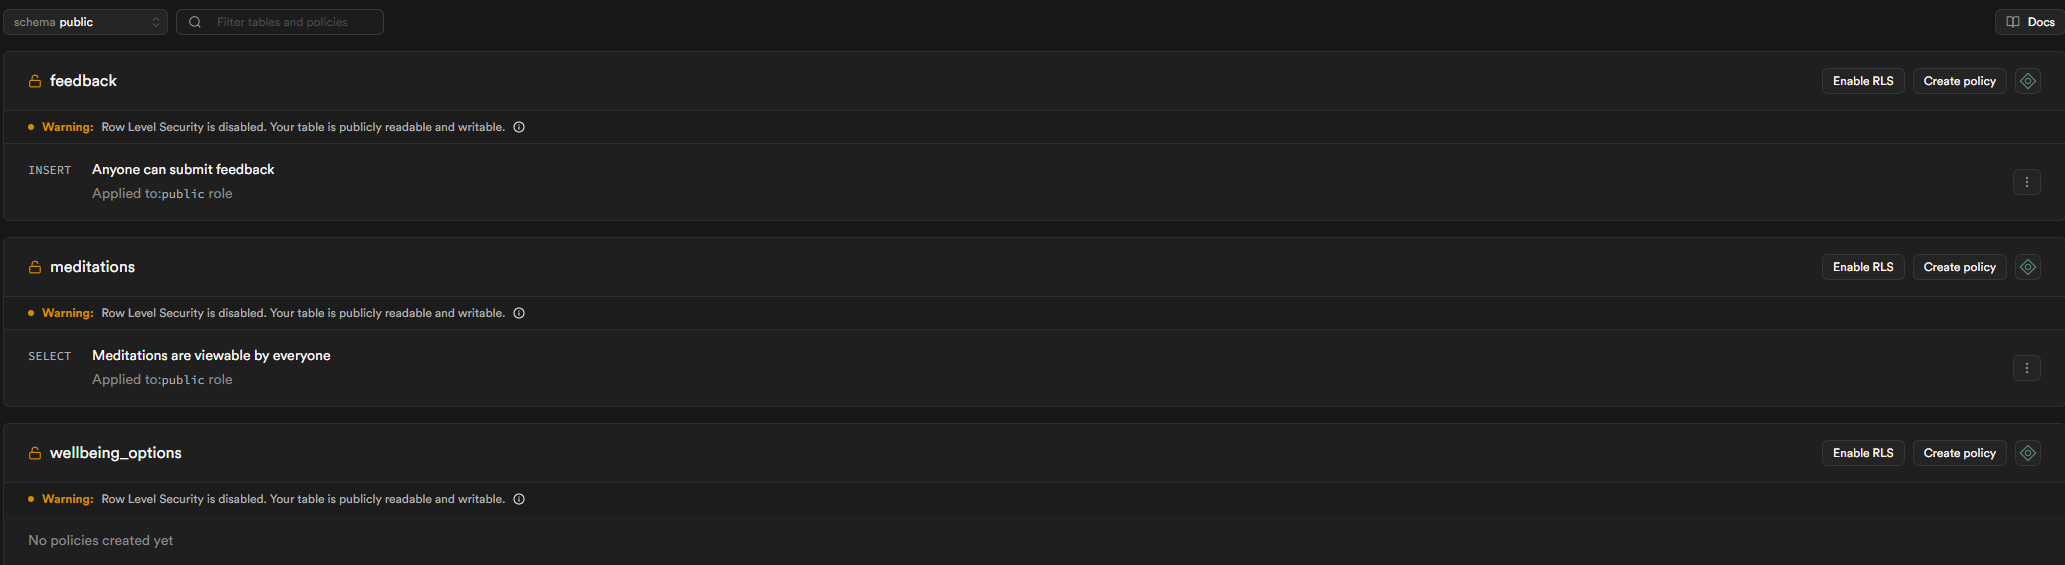 schema public
Filter tables and policies
Docs
feedback
Enable RLS
Create policy
Warning: Row Level Security is disabled. Your table is publicly readable and writable.
INSERT
Anyone can submit feedback
Applied to:public role
meditations
Enable RLS
Create policy
Warning: Row Level Security is disabled. Your table is publicly readable and writable.
SELECT
Meditations are viewable by everyone
Applied to:public role
wellbeing_options
Enable RLS
Create policy
Warning: Row Level Security is disabled. Your table is publicly readable and writable.
No policies created yet